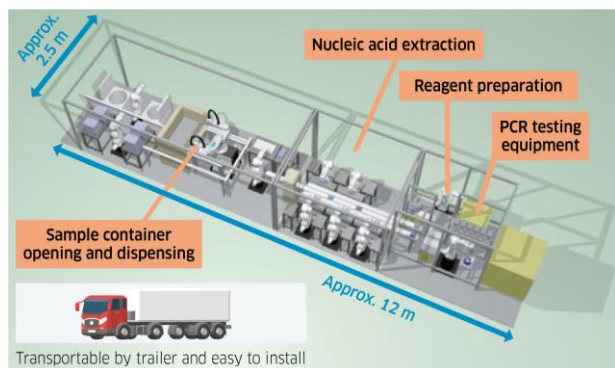 Approx.
2.5 m
Nucleic acid extraction
Reagent preparation
PCR testing
equipment
Sample container
opening and dispensing
Approx. 12 m
Transportable by trailer and easy to install